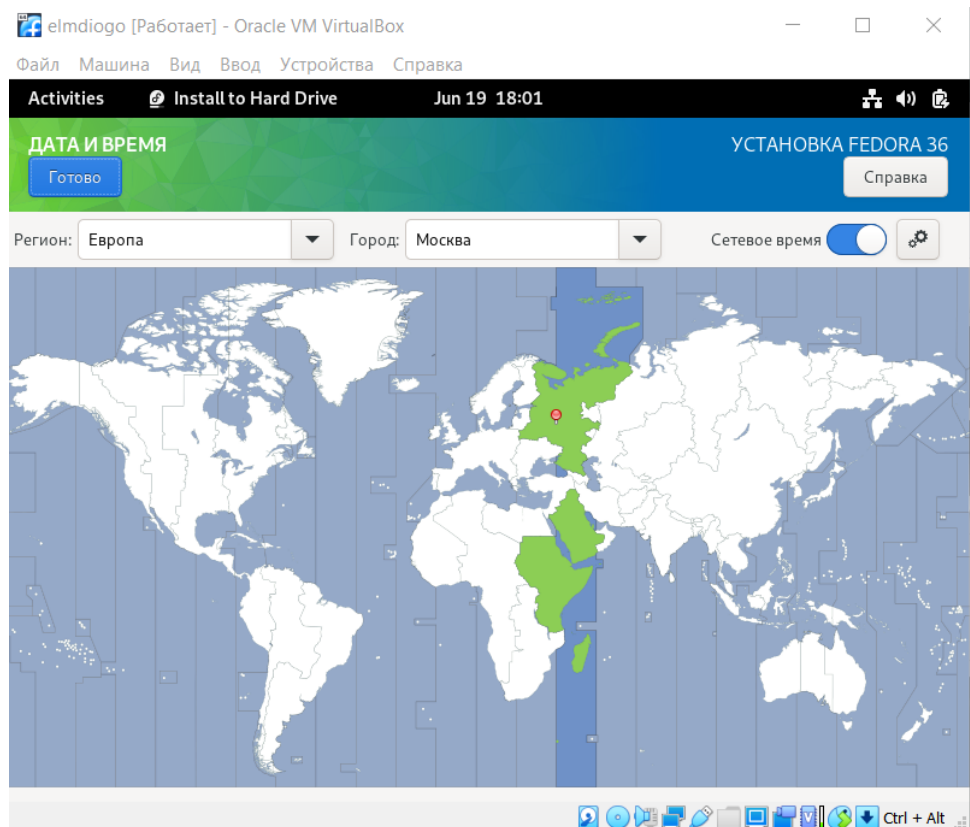 elmdiogo [Работает] - Oracle VM VirtualBox
Файл Машина Вид Ввод Устройства Справка
Activities Install to Hard Drive Jun 19 18:01
ДАТА И ВРЕМЯ УСТАНОВКА FEDORA 36
Готово Справка
Регион: Европа Город: Москва Сетевое время
Ctrl + Alt